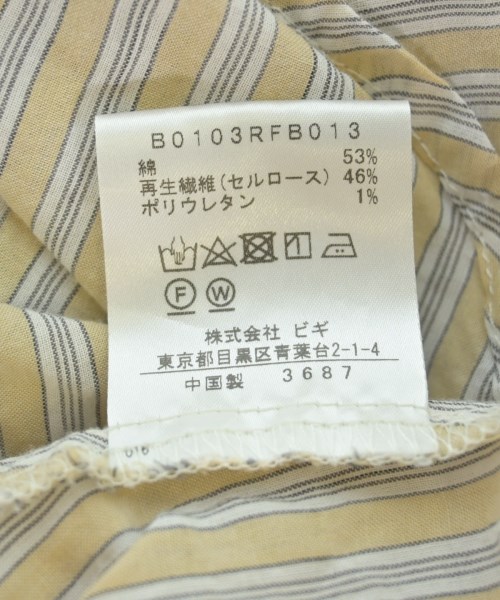 B0103RFB013
綿 53%
再生繊維(セルロース) 46%
ポリウレタン 1%
F W
株式会社 ビギ
東京都目黒区青葉台2-1-4
中国製 3687
016